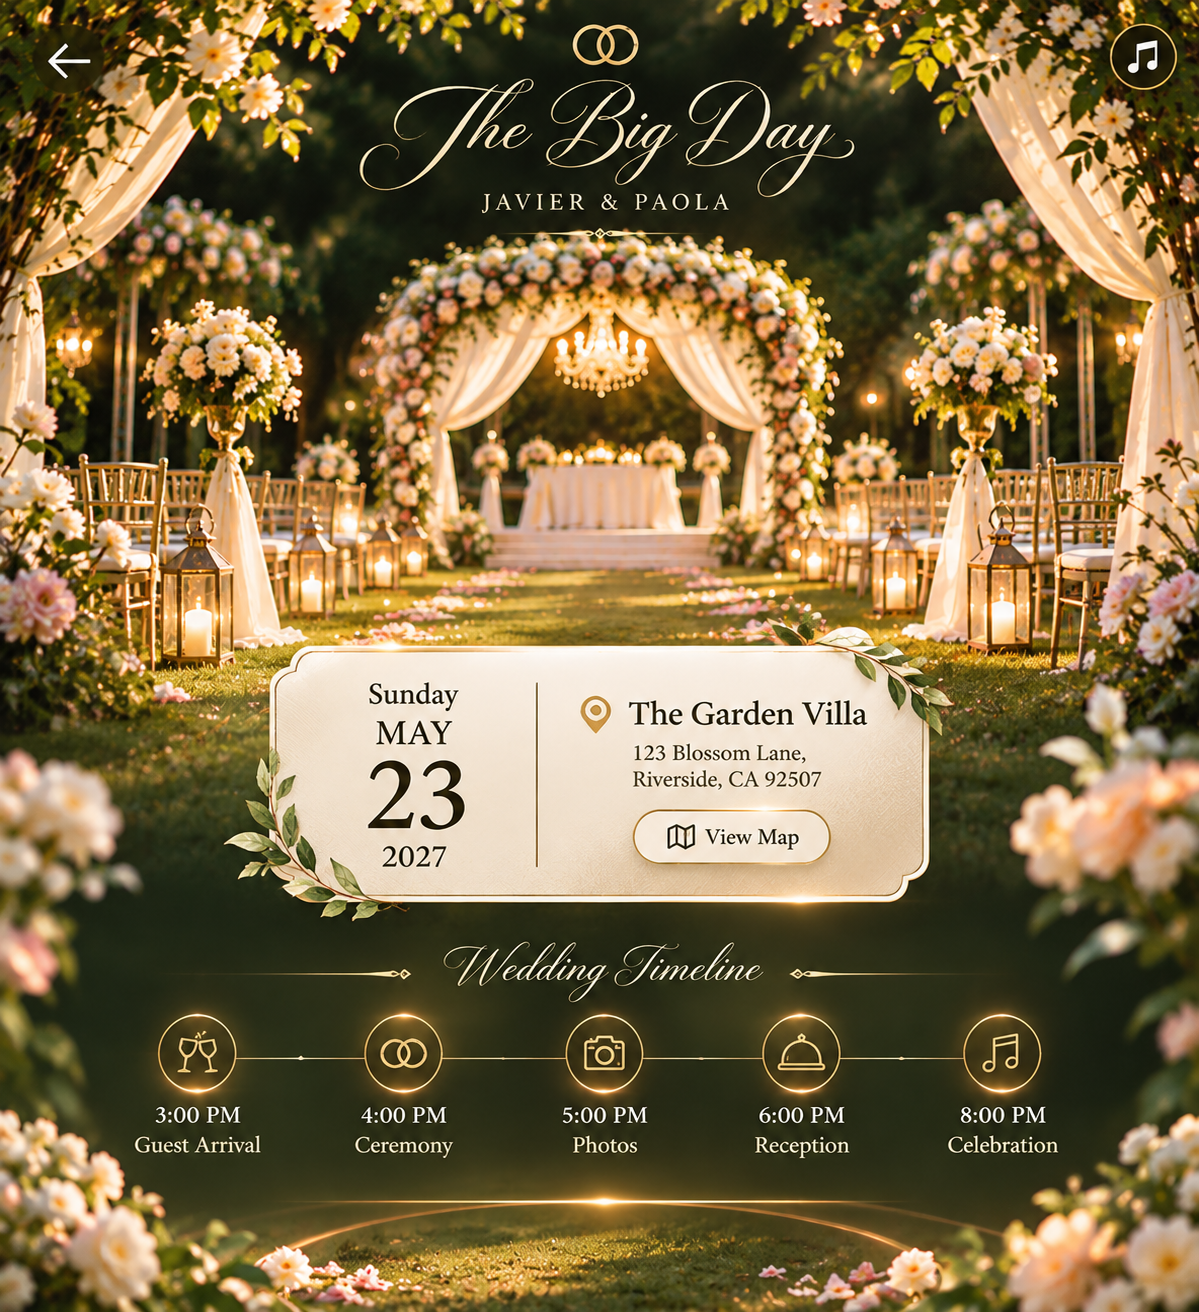 The Big Day
JAVIER & PAOLA
Sunday
MAY
23
2027
The Garden Villa
123 Blossom Lane,
Riverside, CA 92507
View Map
Wedding Timeline
3:00 PM
Guest Arrival
4:00 PM
Ceremony
5:00 PM
Photos
6:00 PM
Reception
8:00 PM
Celebration